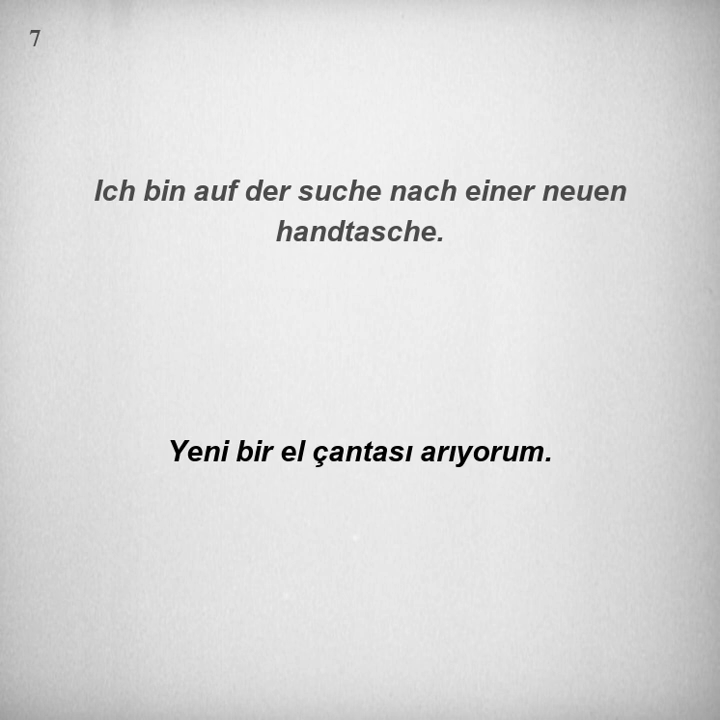 7
Ich bin auf der suche nach einer neuen
handtasche.
Yeni bir el çantası arıyorum.